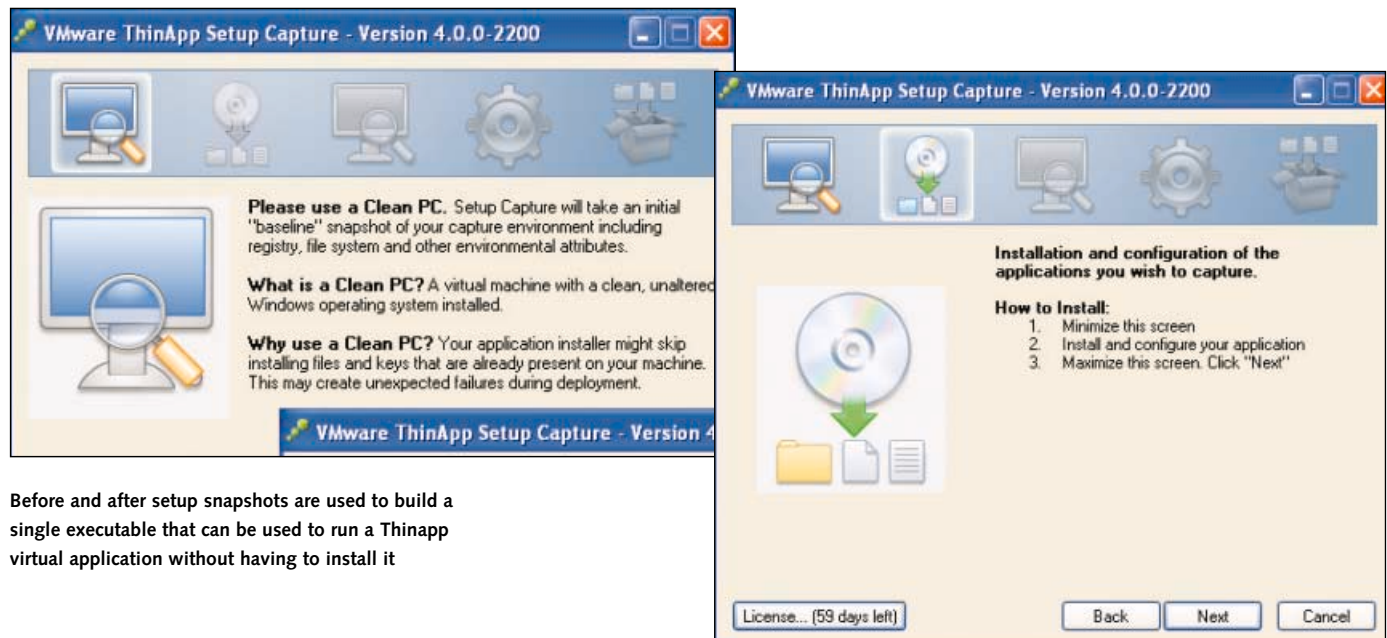 VMware ThinApp Setup Capture - Version 4.0.0-2200
Please use a Clean PC. Setup Capture will take an initial
"baseline" snapshot of your capture environment including
registry, file system and other environmental attributes.
What is a Clean PC? A virtual machine with a clean, unaltered
Windows operating system installed.
Why use a Clean PC? Your application installer might skip
installing files and keys that are already present on your machine.
This may create unexpected failures during deployment.
VMware ThinApp Setup Capture - Version 4
Before and after setup snapshots are used to build a
single executable that can be used to run a Thinapp
virtual application without having to install it
VMware ThinApp Setup Capture - Version 4.0.0-2200
Installation and configuration of the
applications you wish to capture.
How to Install:
1. Minimize this screen
2. Install and configure your application
3. Maximize this screen. Click "Next"
License... (59 days left)
Back
Next
Cancel